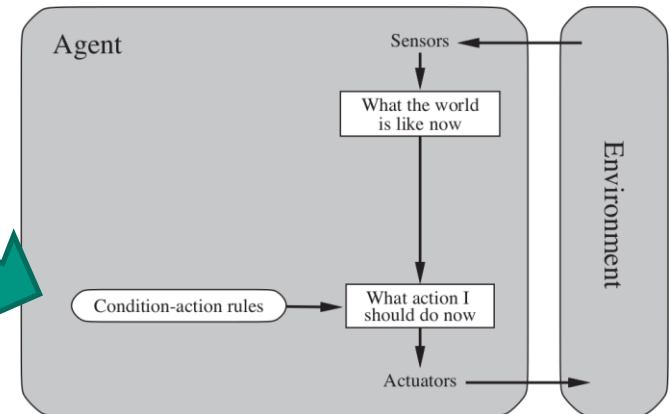 Agent
Sensors
What the world
is like now
Environment
Condition-action rules
What action I
should do now
Actuators